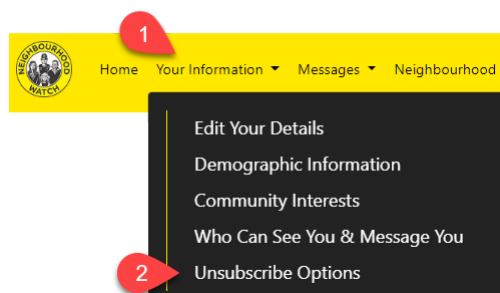 1
NEIGHBOURHOOD WATCH
Home Your Information Messages Neighbourhood
Edit Your Details
Demographic Information
Community Interests
Who Can See You & Message You
2 Unsubscribe Options